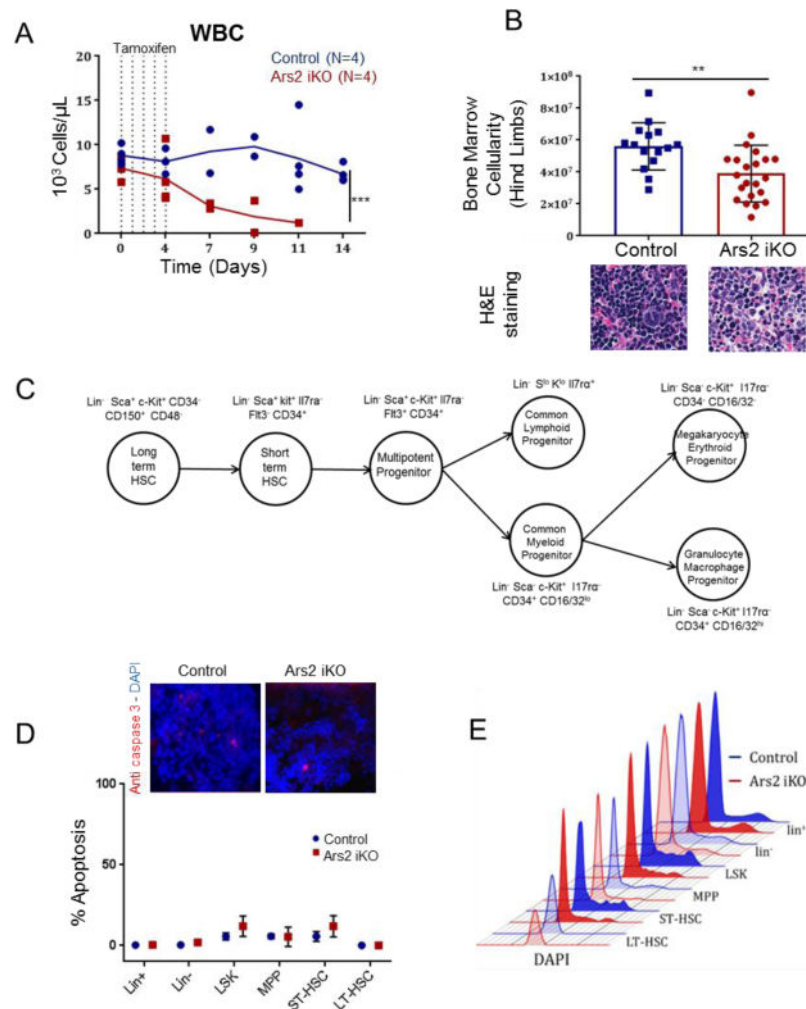 A
WBC
Tamoxifen
Control (N=4)
Ars2 iKO (N=4)
10³ Cells/µL
20
15
10
5
0
0 4 7 9 11 14
***
Time (Days)
B
**
Bone Marrow
Cellularity
(Hind Limbs)
1×10⁸
8×10⁷
6×10⁷
4×10⁷
2×10⁷
0
Control Ars2 iKO
H&E
staining
C
Lin⁻ Sca⁺ c-Kit⁺ CD34⁻
CD150⁺ CD48⁻
Long
term
HSC
Lin⁻ Sca⁺ kit⁺ Il7ra⁻
Flt3⁻ CD34⁺
Short
term
HSC
Lin⁻ Sca⁺ c-Kit⁺ Il7ra⁻
Flt3⁺ CD34⁺
Multipotent
Progenitor
Lin⁻ Sˡᵒ Kˡᵒ Il7rα⁺
Common
Lymphoid
Progenitor
Lin⁻ Sca⁻ c-Kit⁺ I17rα⁻
CD34⁻ CD16/32⁻
Megakaryocyte
Erythroid
Progenitor
Common
Myeloid
Progenitor
Lin⁻ Sca⁻ c-Kit⁺ I17rα⁻
CD34⁺ CD16/32ˡᵒ
Granulocyte
Macrophage
Progenitor
Lin⁻ Sca⁻ c-Kit⁺ I17rα⁻
CD34⁺ CD16/32ʰⁱ
D
Control Ars2 iKO
Anti caspase 3 - DAPI
% Apoptosis
100
50
0
Control
Ars2 iKO
Lin+ Lin- LSK MPP ST-HSC LT-HSC
E
Control
Ars2 iKO
lin⁺
lin⁻
LSK
MPP
ST-HSC
LT-HSC
DAPI